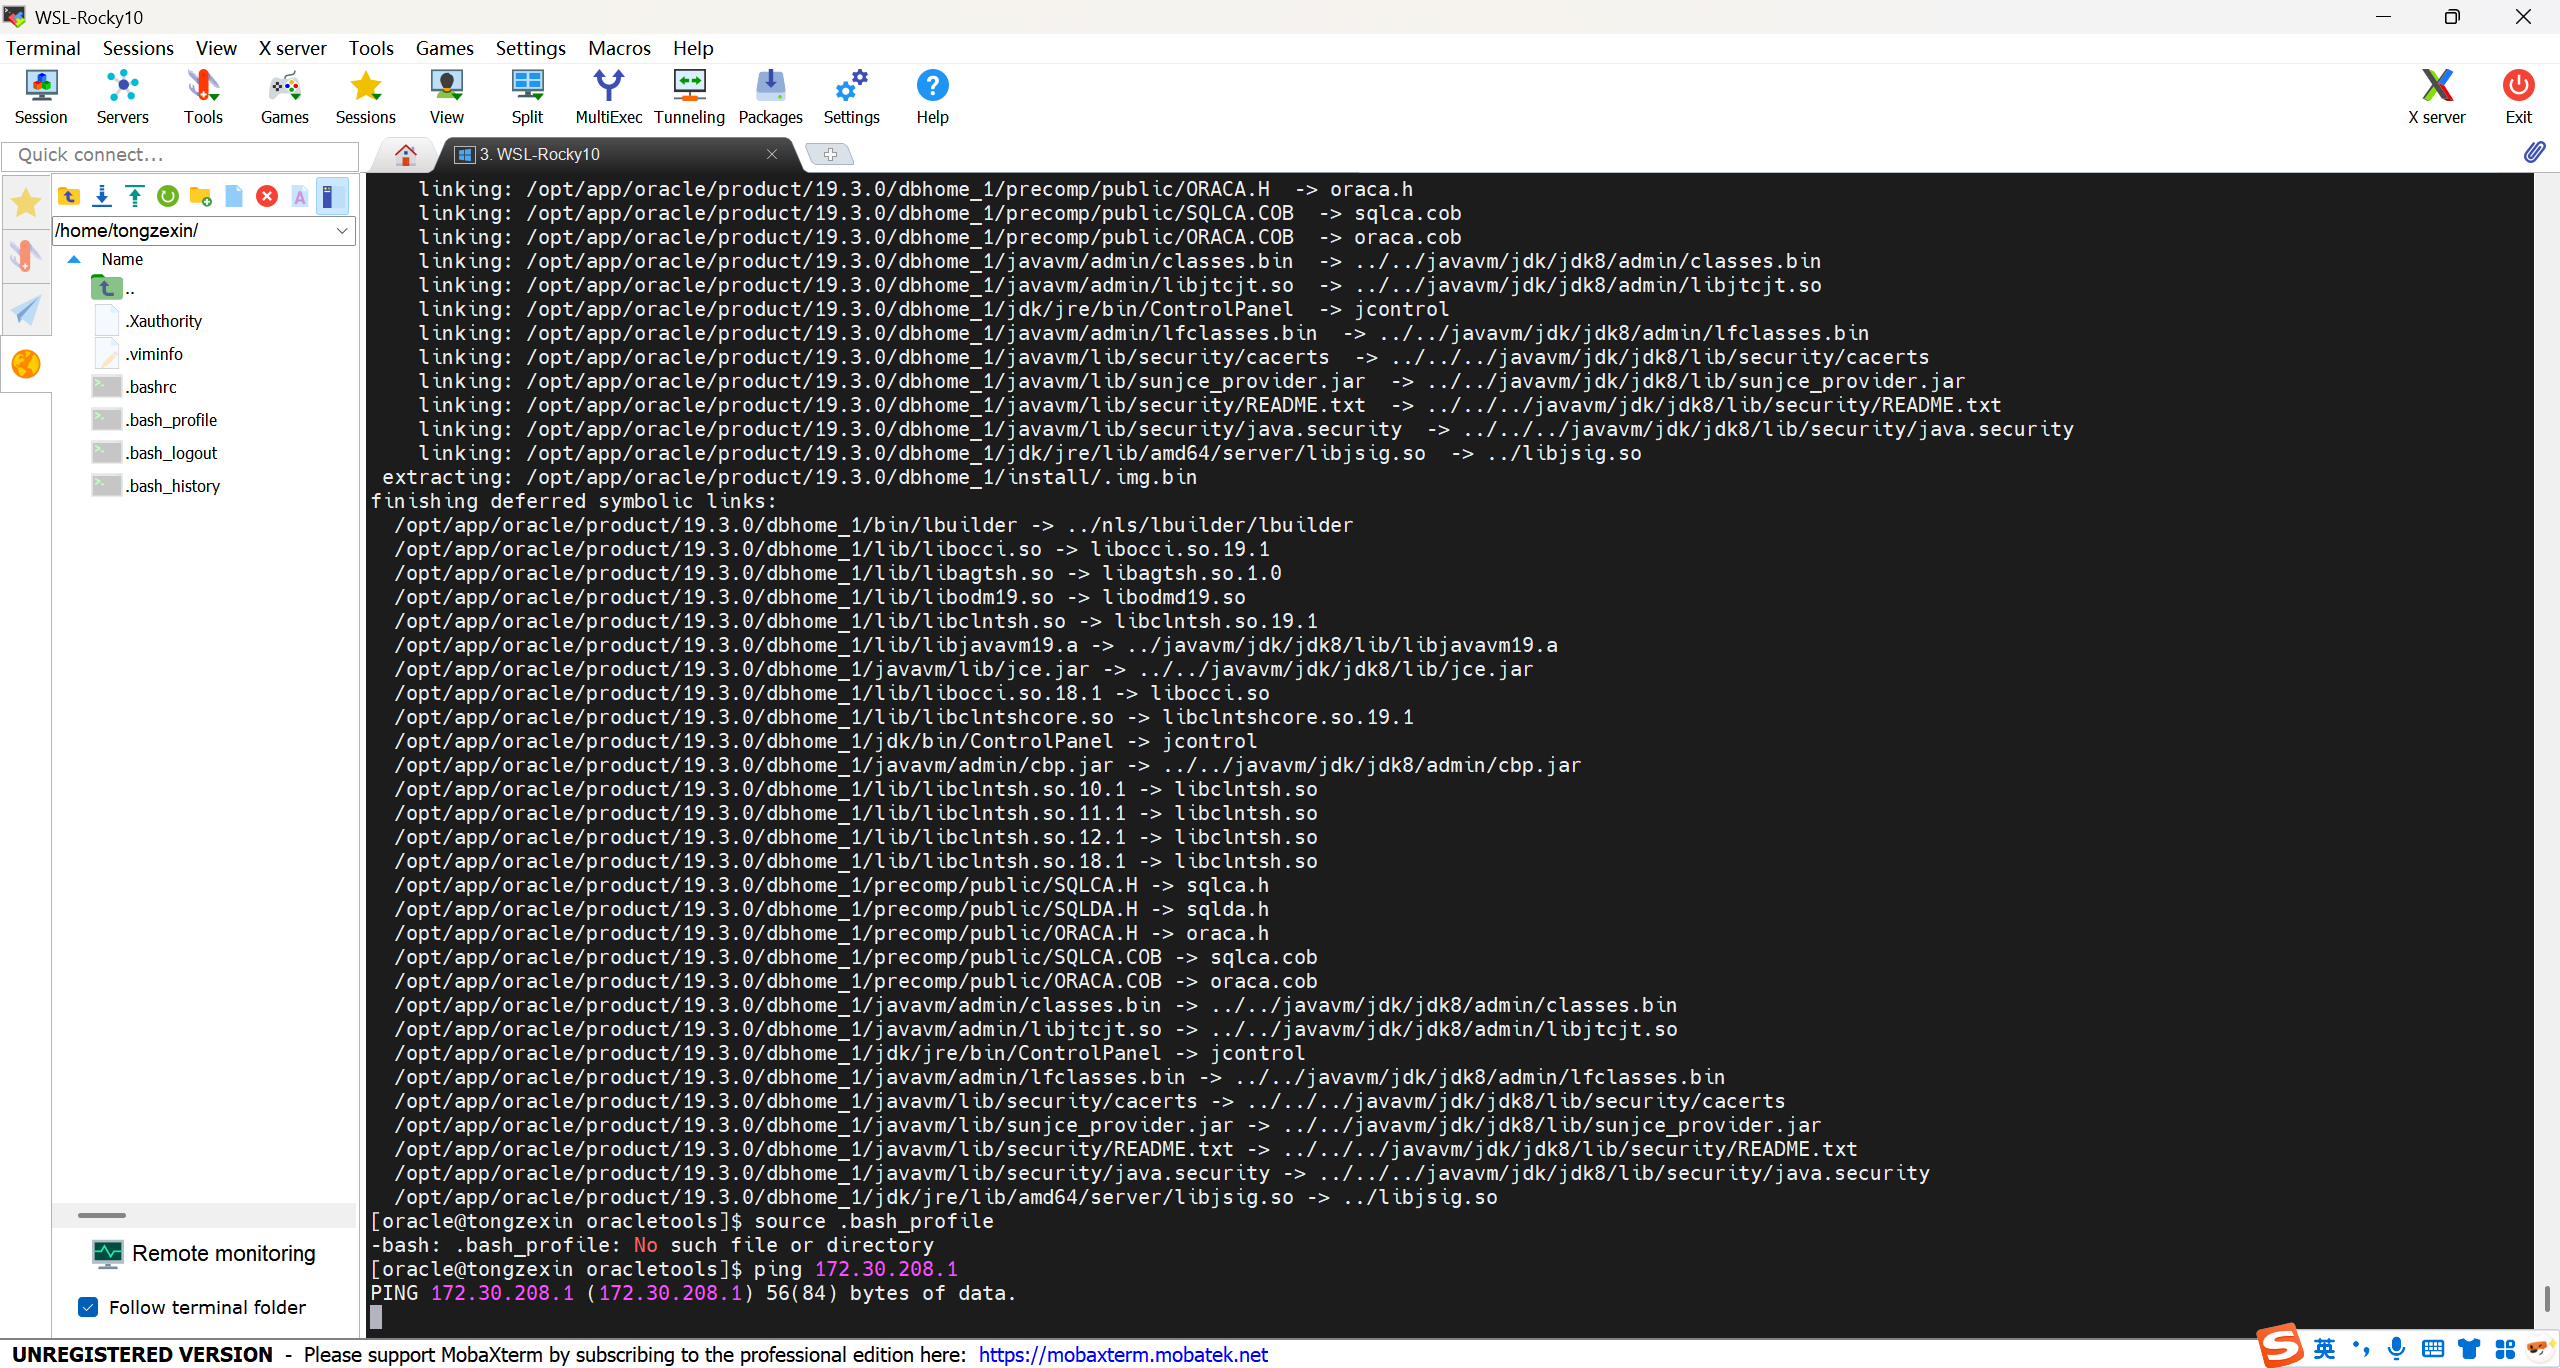 WSL-Rocky10
Terminal Sessions View X server Tools Games Settings Macros Help
Session Servers Tools Games Sessions View Split MultiExec Tunneling Packages Settings Help X server Exit
Quick connect...
3. WSL-Rocky10
/home/tongzexin/
Name
..
.Xauthority
.viminfo
.bashrc
.bash_profile
.bash_logout
.bash_history
Remote monitoring
Follow terminal folder
linking: /opt/app/oracle/product/19.3.0/dbhome_1/precomp/public/ORACA.H -> oraca.h
linking: /opt/app/oracle/product/19.3.0/dbhome_1/precomp/public/SQLCA.COB -> sqlca.cob
linking: /opt/app/oracle/product/19.3.0/dbhome_1/precomp/public/ORACA.COB -> oraca.cob
linking: /opt/app/oracle/product/19.3.0/dbhome_1/javavm/admin/classes.bin -> ../../javavm/jdk/jdk8/admin/classes.bin
linking: /opt/app/oracle/product/19.3.0/dbhome_1/javavm/admin/libjtcjt.so -> ../../javavm/jdk/jdk8/admin/libjtcjt.so
linking: /opt/app/oracle/product/19.3.0/dbhome_1/jdk/jre/bin/ControlPanel -> jcontrol
linking: /opt/app/oracle/product/19.3.0/dbhome_1/javavm/admin/lfclasses.bin -> ../../javavm/jdk/jdk8/admin/lfclasses.bin
linking: /opt/app/oracle/product/19.3.0/dbhome_1/javavm/lib/security/cacerts -> ../../../javavm/jdk/jdk8/lib/security/cacerts
linking: /opt/app/oracle/product/19.3.0/dbhome_1/javavm/lib/sunjce_provider.jar -> ../../javavm/jdk/jdk8/lib/sunjce_provider.jar
linking: /opt/app/oracle/product/19.3.0/dbhome_1/javavm/lib/security/README.txt -> ../../../javavm/jdk/jdk8/lib/security/README.txt
linking: /opt/app/oracle/product/19.3.0/dbhome_1/javavm/lib/security/java.security -> ../../../javavm/jdk/jdk8/lib/security/java.security
linking: /opt/app/oracle/product/19.3.0/dbhome_1/jdk/jre/lib/amd64/server/libjsig.so -> ../libjsig.so
extracting: /opt/app/oracle/product/19.3.0/dbhome_1/install/.img.bin
finishing deferred symbolic links:
/opt/app/oracle/product/19.3.0/dbhome_1/bin/lbuilder -> ../nls/lbuilder/lbuilder
/opt/app/oracle/product/19.3.0/dbhome_1/lib/libocci.so -> libocci.so.19.1
/opt/app/oracle/product/19.3.0/dbhome_1/lib/libagtsh.so -> libagtsh.so.1.0
/opt/app/oracle/product/19.3.0/dbhome_1/lib/libodm19.so -> libodmd19.so
/opt/app/oracle/product/19.3.0/dbhome_1/lib/libclntsh.so -> libclntsh.so.19.1
/opt/app/oracle/product/19.3.0/dbhome_1/lib/libjavavm19.a -> ../javavm/jdk/jdk8/lib/libjavavm19.a
/opt/app/oracle/product/19.3.0/dbhome_1/javavm/lib/jce.jar -> ../../javavm/jdk/jdk8/lib/jce.jar
/opt/app/oracle/product/19.3.0/dbhome_1/lib/libocci.so.18.1 -> libocci.so
/opt/app/oracle/product/19.3.0/dbhome_1/lib/libclntshcore.so -> libclntshcore.so.19.1
/opt/app/oracle/product/19.3.0/dbhome_1/jdk/bin/ControlPanel -> jcontrol
/opt/app/oracle/product/19.3.0/dbhome_1/javavm/admin/cbp.jar -> ../../javavm/jdk/jdk8/admin/cbp.jar
/opt/app/oracle/product/19.3.0/dbhome_1/lib/libclntsh.so.10.1 -> libclntsh.so
/opt/app/oracle/product/19.3.0/dbhome_1/lib/libclntsh.so.11.1 -> libclntsh.so
/opt/app/oracle/product/19.3.0/dbhome_1/lib/libclntsh.so.12.1 -> libclntsh.so
/opt/app/oracle/product/19.3.0/dbhome_1/lib/libclntsh.so.18.1 -> libclntsh.so
/opt/app/oracle/product/19.3.0/dbhome_1/precomp/public/SQLCA.H -> sqlca.h
/opt/app/oracle/product/19.3.0/dbhome_1/precomp/public/SQLDA.H -> sqlda.h
/opt/app/oracle/product/19.3.0/dbhome_1/precomp/public/ORACA.H -> oraca.h
/opt/app/oracle/product/19.3.0/dbhome_1/precomp/public/SQLCA.COB -> sqlca.cob
/opt/app/oracle/product/19.3.0/dbhome_1/precomp/public/ORACA.COB -> oraca.cob
/opt/app/oracle/product/19.3.0/dbhome_1/javavm/admin/classes.bin -> ../../javavm/jdk/jdk8/admin/classes.bin
/opt/app/oracle/product/19.3.0/dbhome_1/javavm/admin/libjtcjt.so -> ../../javavm/jdk/jdk8/admin/libjtcjt.so
/opt/app/oracle/product/19.3.0/dbhome_1/jdk/jre/bin/ControlPanel -> jcontrol
/opt/app/oracle/product/19.3.0/dbhome_1/javavm/admin/lfclasses.bin -> ../../javavm/jdk/jdk8/admin/lfclasses.bin
/opt/app/oracle/product/19.3.0/dbhome_1/javavm/lib/security/cacerts -> ../../../javavm/jdk/jdk8/lib/security/cacerts
/opt/app/oracle/product/19.3.0/dbhome_1/javavm/lib/sunjce_provider.jar -> ../../javavm/jdk/jdk8/lib/sunjce_provider.jar
/opt/app/oracle/product/19.3.0/dbhome_1/javavm/lib/security/README.txt -> ../../../javavm/jdk/jdk8/lib/security/README.txt
/opt/app/oracle/product/19.3.0/dbhome_1/javavm/lib/security/java.security -> ../../../javavm/jdk/jdk8/lib/security/java.security
/opt/app/oracle/product/19.3.0/dbhome_1/jdk/jre/lib/amd64/server/libjsig.so -> ../libjsig.so
[oracle@tongzexin oracletools]$ source .bash_profile
-bash: .bash_profile: No such file or directory
[oracle@tongzexin oracletools]$ ping 172.30.208.1
PING 172.30.208.1 (172.30.208.1) 56(84) bytes of data.
UNREGISTERED VERSION - Please support MobaXterm by subscribing to the professional edition here: https://mobaxterm.mobatek.net
英